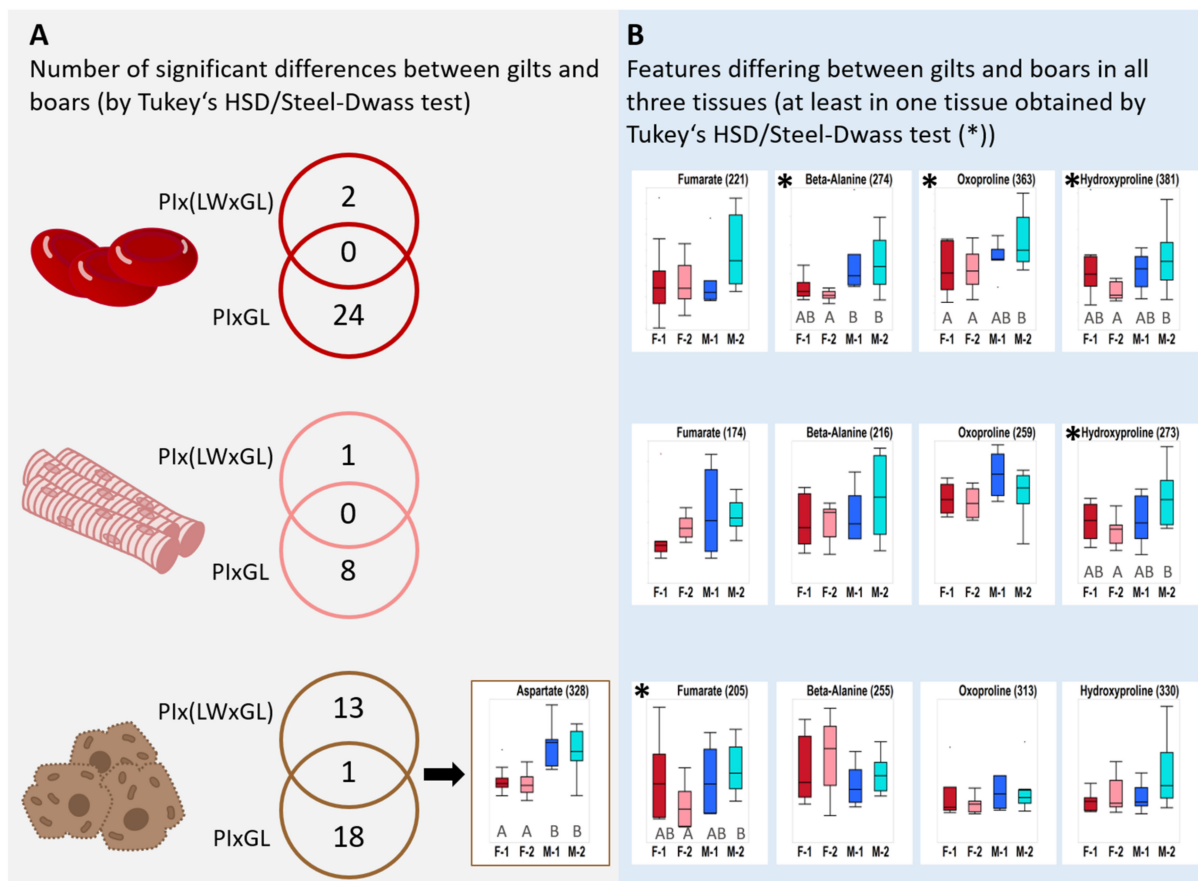 A
Number of significant differences between gilts and
boars (by Tukey‘s HSD/Steel-Dwass test)
PIx(LWxGL)
2
0
PIxGL
24
PIx(LWxGL)
1
0
PIxGL
8
PIx(LWxGL)
13
1
PIxGL
18
Aspartate (328)
A A B B
F-1 F-2 M-1 M-2
B
Features differing between gilts and boars in all
three tissues (at least in one tissue obtained by
Tukey‘s HSD/Steel-Dwass test (*))
Fumarate (221)
F-1 F-2 M-1 M-2
* Beta-Alanine (274)
AB A B B
F-1 F-2 M-1 M-2
* Oxoproline (363)
A A AB B
F-1 F-2 M-1 M-2
* Hydroxyproline (381)
AB A AB B
F-1 F-2 M-1 M-2
Fumarate (174)
F-1 F-2 M-1 M-2
Beta-Alanine (216)
F-1 F-2 M-1 M-2
Oxoproline (259)
F-1 F-2 M-1 M-2
* Hydroxyproline (273)
AB A AB B
F-1 F-2 M-1 M-2
* Fumarate (205)
AB A AB B
F-1 F-2 M-1 M-2
Beta-Alanine (255)
F-1 F-2 M-1 M-2
Oxoproline (313)
F-1 F-2 M-1 M-2
Hydroxyproline (330)
F-1 F-2 M-1 M-2